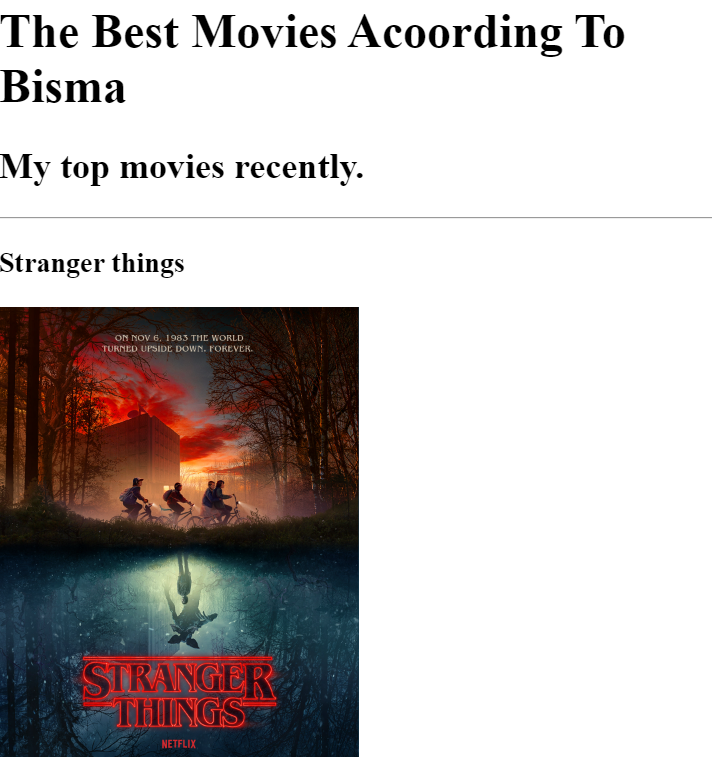 The Best Movies Acoording To
Bisma
My top movies recently.
Stranger things
ON NOV 6, 1983 THE WORLD
TURNED UPSIDE DOWN. FOREVER.
STRANGER
THINGS
NETFLIX